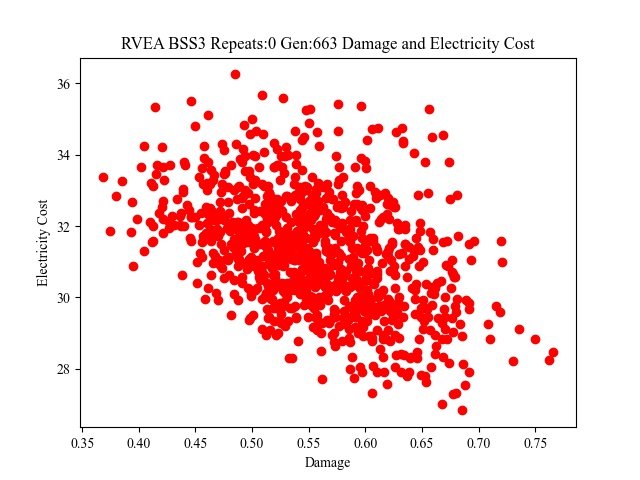 RVEA BSS3 Repeats:0 Gen:663 Damage and Electricity Cost
36
34
32
30
28
Electricity Cost
0.35 0.40 0.45 0.50 0.55 0.60 0.65 0.70 0.75
Damage